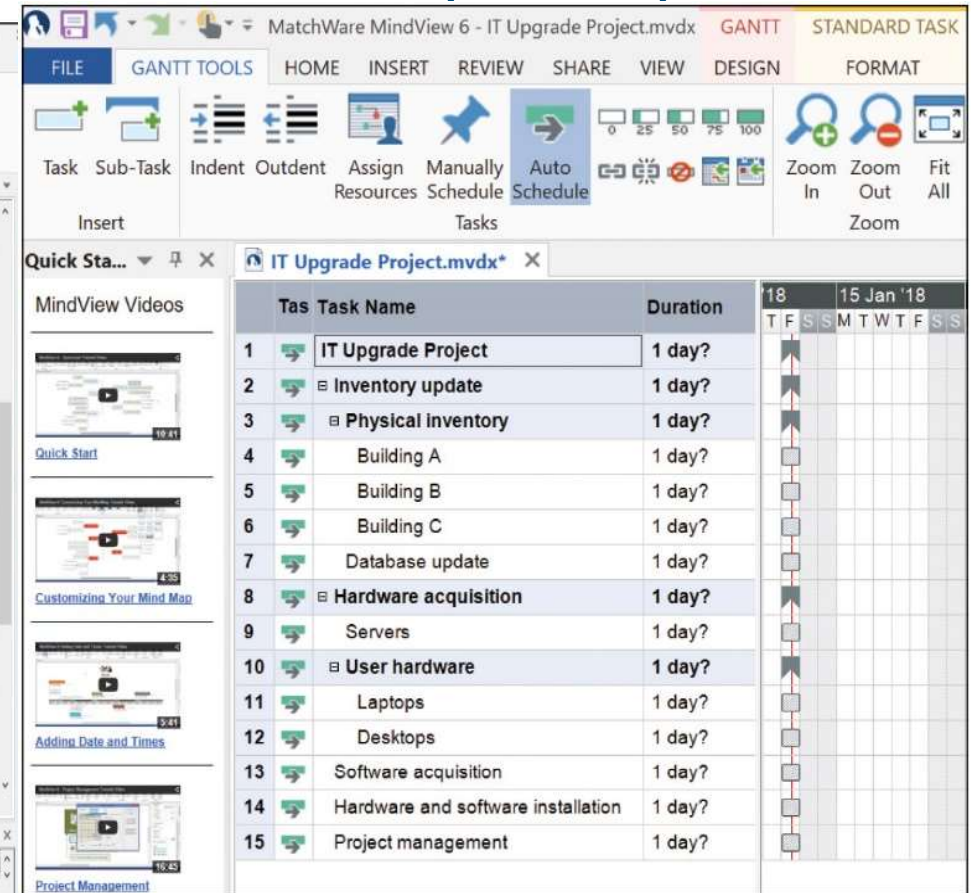 MatchWare MindView 6 - IT Upgrade Project.mvdx GANTT STANDARD TASK
FILE GANTT TOOLS HOME INSERT REVIEW SHARE VIEW DESIGN FORMAT
0 25 50 75 100
Task Sub-Task Indent Outdent Assign Resources Manually Schedule Auto Schedule Zoom In Zoom Out Fit All
Insert Tasks Zoom
Quick Sta... IT Upgrade Project.mvdx*
MindView Videos
10:41
Quick Start
4:35
Customizing Your Mind Map
5:41
Adding Date and Times
16:45
Project Management
Tas Task Name Duration '18 15 Jan '18
T F S S M T W T F S S
1 IT Upgrade Project 1 day?
2 Inventory update 1 day?
3 Physical inventory 1 day?
4 Building A 1 day?
5 Building B 1 day?
6 Building C 1 day?
7 Database update 1 day?
8 Hardware acquisition 1 day?
9 Servers 1 day?
10 User hardware 1 day?
11 Laptops 1 day?
12 Desktops 1 day?
13 Software acquisition 1 day?
14 Hardware and software installation 1 day?
15 Project management 1 day?